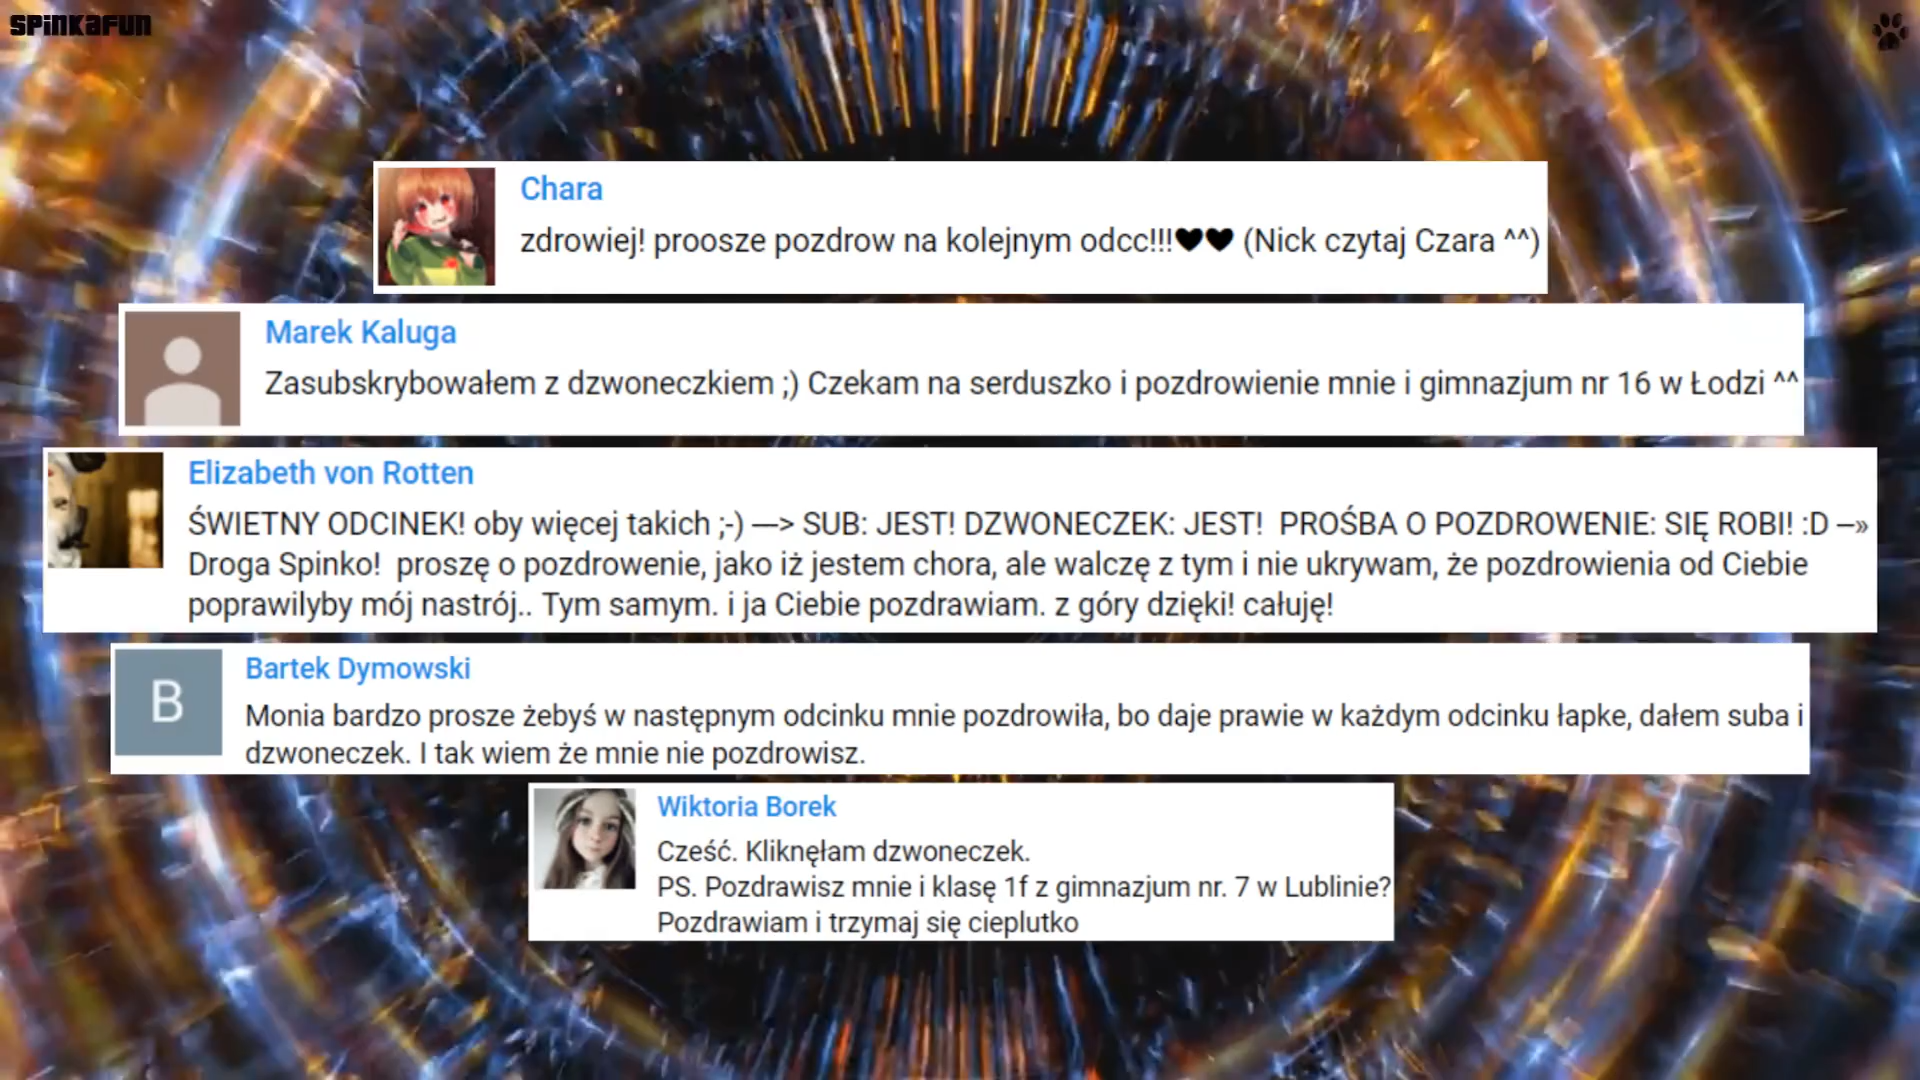 SPiNKaFUN
Chara
zdrowiej! proosze pozdrow na kolejnym odcc!!!♥♥ (Nick czytaj Czara ^^)
Marek Kaluga
Zasubskrybowałem z dzwoneczkiem ;) Czekam na serduszko i pozdrowienie mnie i gimnazjum nr 16 w Łodzi ^^
Elizabeth von Rotten
ŚWIETNY ODCINEK! oby więcej takich ;-) —-> SUB: JEST! DZWONECZEK: JEST!  PROŚBA O POZDROWENIE: SIĘ ROBI! :D –»
Droga Spinko!  proszę o pozdrowenie, jako iż jestem chora, ale walczę z tym i nie ukrywam, że pozdrowienia od Ciebie
poprawilyby mój nastrój.. Tym samym. i ja Ciebie pozdrawiam. z góry dzięki! całuję!
B
Bartek Dymowski
Monia bardzo prosze żebyś w następnym odcinku mnie pozdrowiła, bo daje prawie w każdym odcinku łapke, dałem suba i
dzwoneczek. I tak wiem że mnie nie pozdrowisz.
Wiktoria Borek
Cześć. Kliknęłam dzwoneczek.
PS. Pozdrawisz mnie i klasę 1f z gimnazjum nr. 7 w Lublinie?
Pozdrawiam i trzymaj się cieplutko